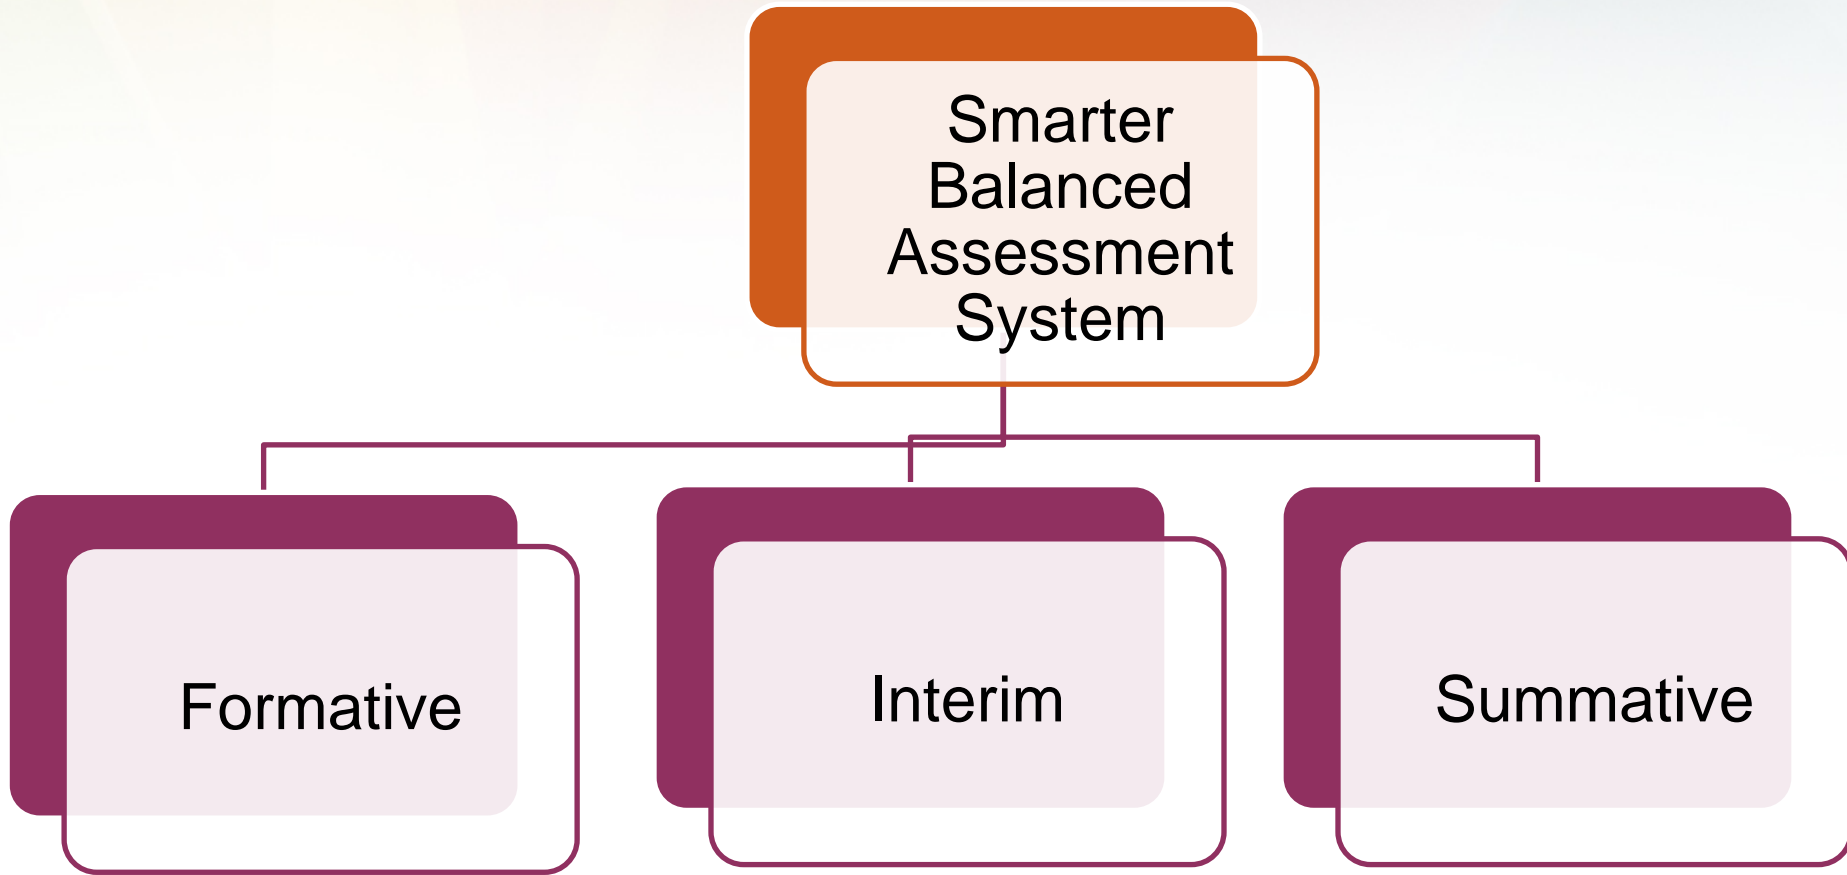 Smarter
Balanced
Assessment
System
Formative
Interim
Summative